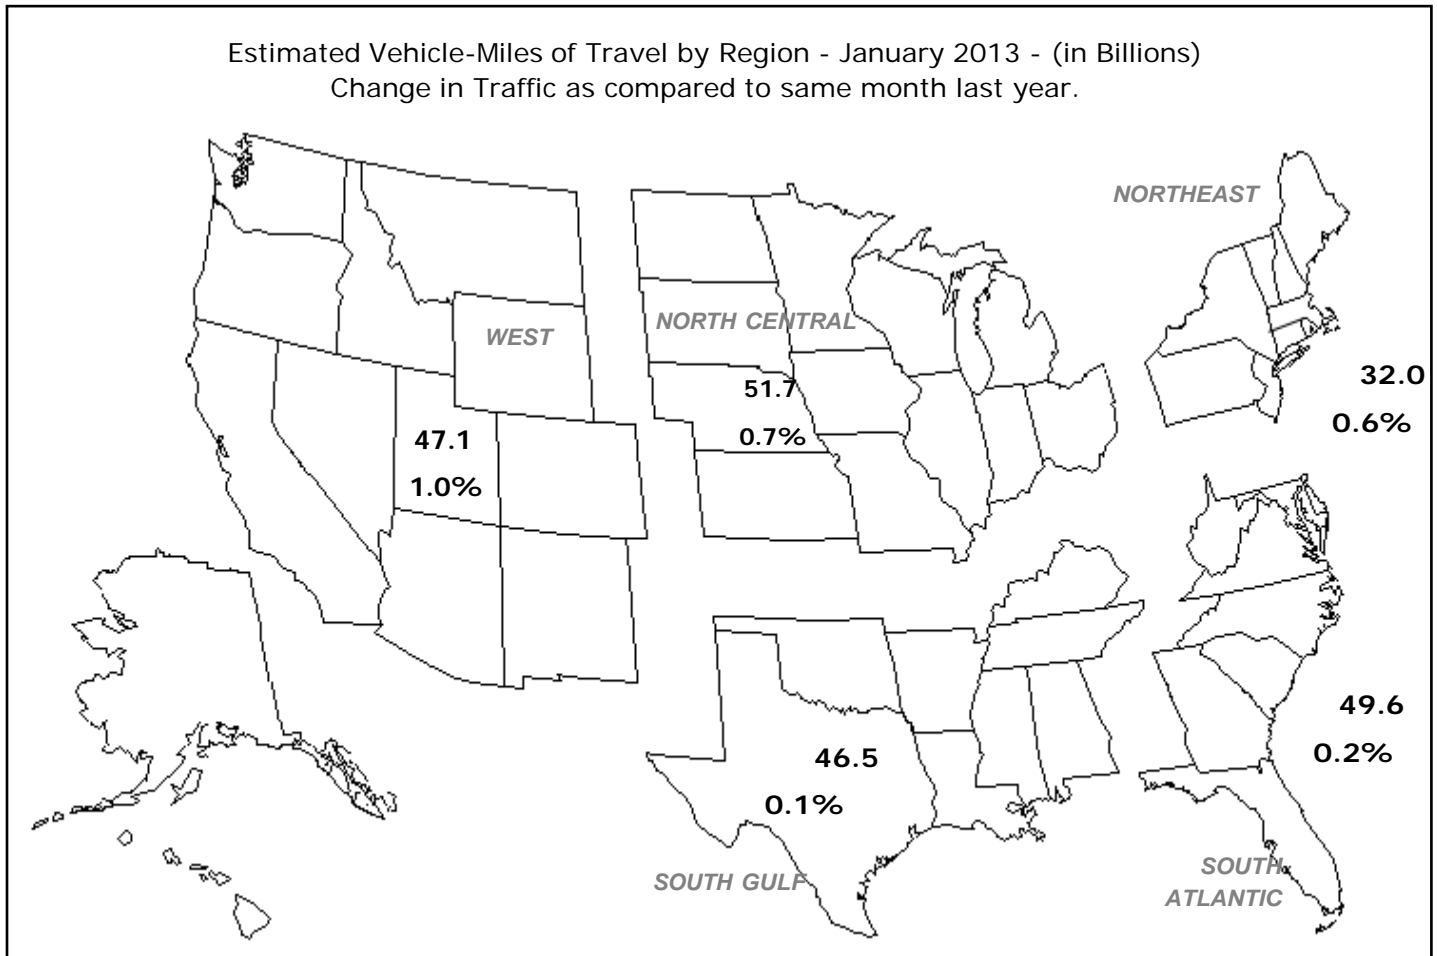 Estimated Vehicle-Miles of Travel by Region - January 2013 - (in Billions)
Change in Traffic as compared to same month last year.
NORTHEAST
WEST
NORTH CENTRAL
32.0
0.6%
51.7
0.7%
47.1
1.0%
49.6
0.2%
46.5
0.1%
SOUTH GULF
SOUTH
ATLANTIC